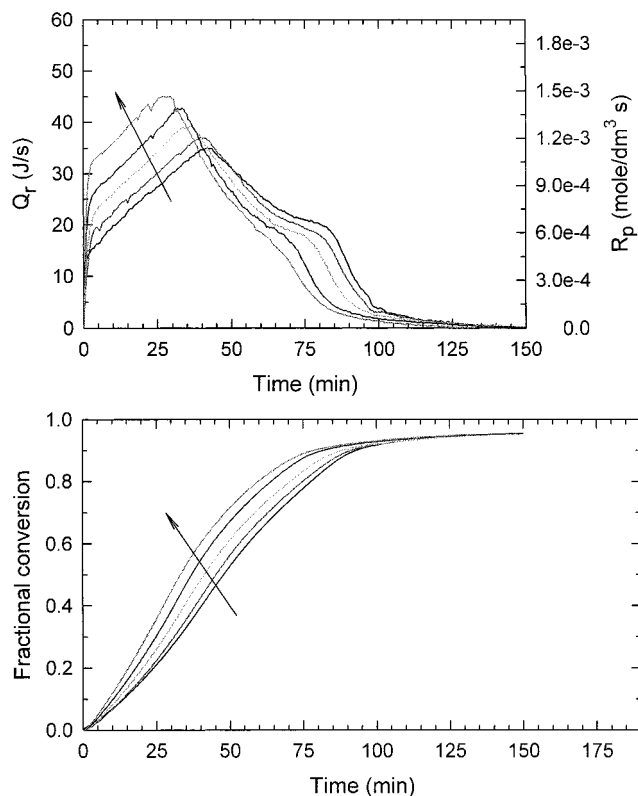 60
50
40
30
20
10
0
Q_r (J/s)
1.8e-3
1.5e-3
1.2e-3
9.0e-4
6.0e-4
3.0e-4
0.0
R_p (mole/dm³ s)
0 25 50 75 100 125 150
Time (min)
1.0
0.8
0.6
0.4
0.2
0.0
Fractional conversion
0 25 50 75 100 125 150 175
Time (min)